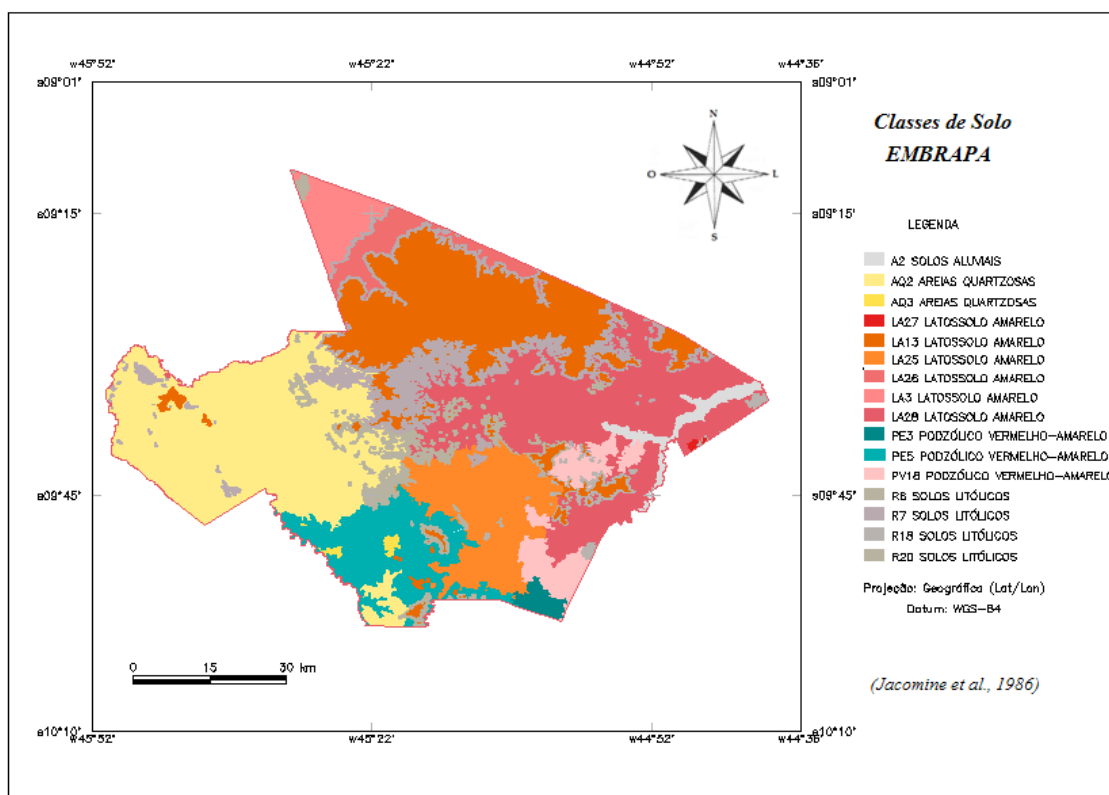 w45°52' w45°22' w44°52' w44°36'
s09°01' s09°01'
Classes de Solo
EMBRAPA
N
O L
S
s09°15' s09°15'
LEGENDA
A2 SOLOS ALUVIAIS
AQ2 AREIAS QUARTZOSAS
AQ3 AREIAS QUARTZOSAS
LA27 LATOSSOLO AMARELO
LA13 LATOSSOLO AMARELO
LA25 LATOSSOLO AMARELO
LA26 LATOSSOLO AMARELO
LA3 LATOSSOLO AMARELO
LA28 LATOSSOLO AMARELO
PE3 PODZÓLICO VERMELHO-AMARELO
PE5 PODZÓLICO VERMELHO-AMARELO
PV18 PODZÓLICO VERMELHO-AMARELO
R6 SOLOS LITÓLICOS
R7 SOLOS LITÓLICOS
R18 SOLOS LITÓLICOS
R20 SOLOS LITÓLICOS
s09°45' s09°45'
Projeção: Geográfica (Lat/Lon)
Datum: WGS-84
0 15 30 km
(Jacomine et al., 1986)
s10°10' s10°10'
w45°52' w45°22' w44°52' w44°36'